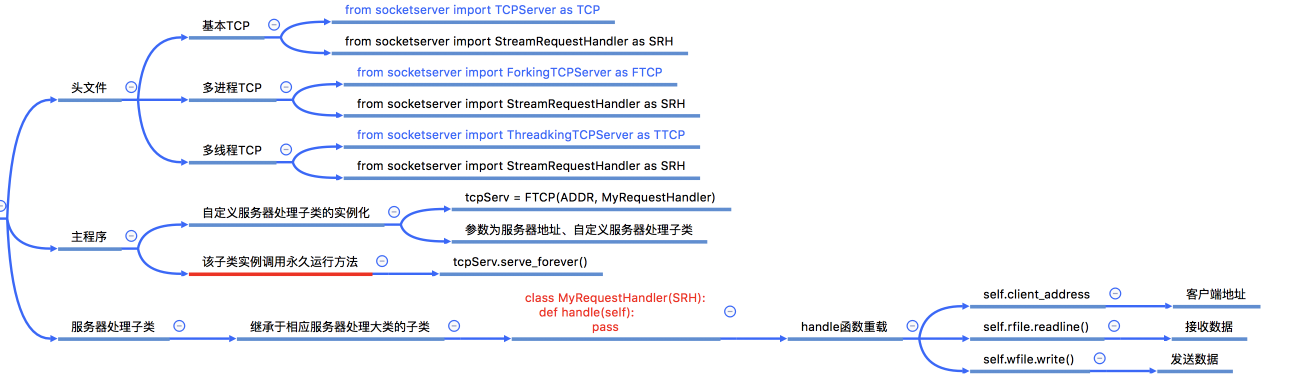 头文件
基本TCP
from socketserver import TCPServer as TCP
from socketserver import StreamRequestHandler as SRH
多进程TCP
from socketserver import ForkingTCPServer as FTCP
from socketserver import StreamRequestHandler as SRH
多线程TCP
from socketserver import ThreadkingTCPServer as TTCP
from socketserver import StreamRequestHandler as SRH
主程序
自定义服务器处理子类的实例化
tcpServ = FTCP(ADDR, MyRequestHandler)
参数为服务器地址、自定义服务器处理子类
该子类实例调用永久运行方法
tcpServ.serve_forever()
服务器处理子类
继承于相应服务器处理大类的子类
class MyRequestHandler(SRH):
def handle(self):
pass
handle函数重载
self.client_address
客户端地址
self.rfile.readline()
接收数据
self.wfile.write()
发送数据